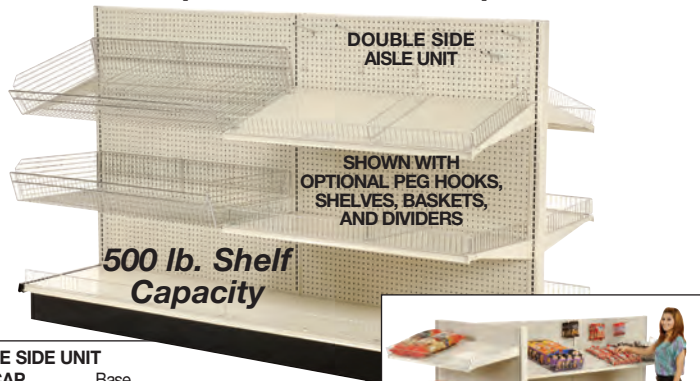 DOUBLE SIDE
AISLE UNIT
SHOWN WITH
OPTIONAL PEG HOOKS,
SHELVES, BASKETS,
AND DIVIDERS
500 lb. Shelf
Capacity
SIDE UNIT
Base